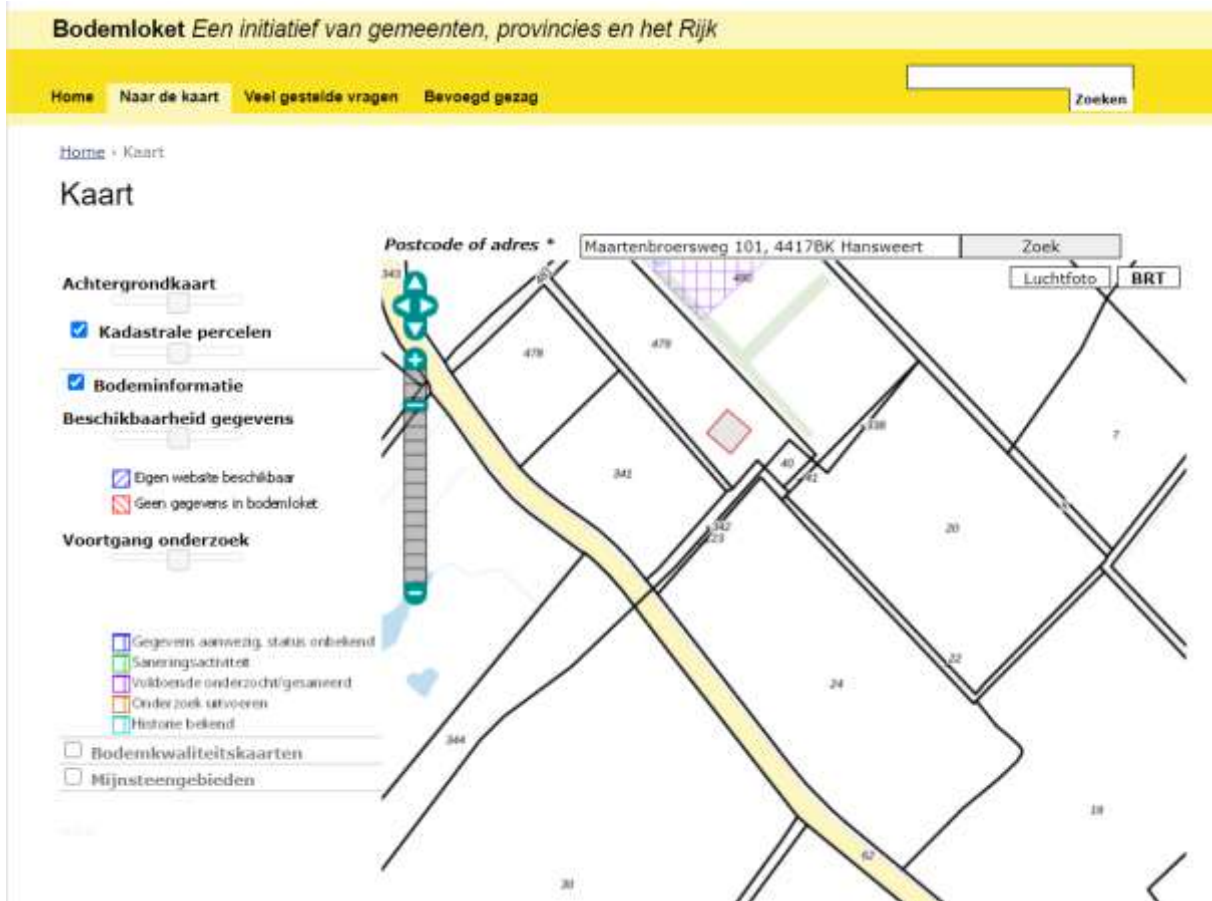 Bodemloket Een initiatief van gemeenten, provincies en het Rijk
Home Naar de kaart Veel gestelde vragen Bevoegd gezag
Zoeken
Home › Kaart
Kaart
Postcode of adres * Maartenbroersweg 101, 4417BK Hansweert Zoek
Luchtfoto BRT
Achtergrondkaart
Kadastrale percelen
Bodeminformatie
Beschikbaarheid gegevens
Eigen website beschikbaar
Geen gegevens in bodemloket
Voortgang onderzoek
Gegevens aanwezig, status onbekend
Saneringsactiviteit
Voldoende onderzocht/gesaneerd
Onderzoek uitvoeren
Historie bekend
Bodemkwaliteitskaarten
Mijnsteengebieden
343
478
479
338
7
341
40
41
342
23
20
22
24
344
19
62
30